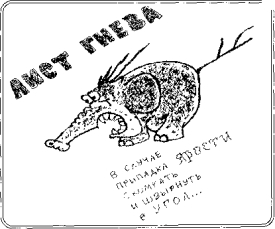 ЛИСТ ГНЕВА
В СЛУЧАЕ
ПРИПАДКА ЯРОСТИ
СКОМКАТЬ
И ШВЫРНУТЬ
В УГОЛ...